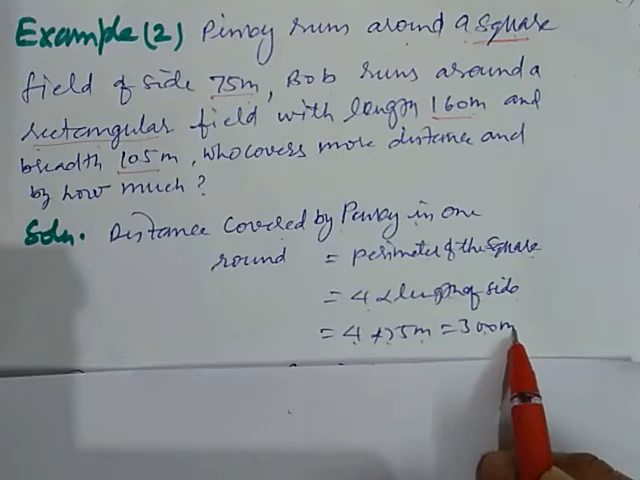 Example (2) Pinky runs around a square
field of side 75m, Bob runs around a
rectangular field with length 160m and
breadth 105m, who covers more distance and
by how much?
Soln. Distance covered by Pinky in one
round = perimeter of the square
= 4 × length of side
= 4 × 75m = 300m